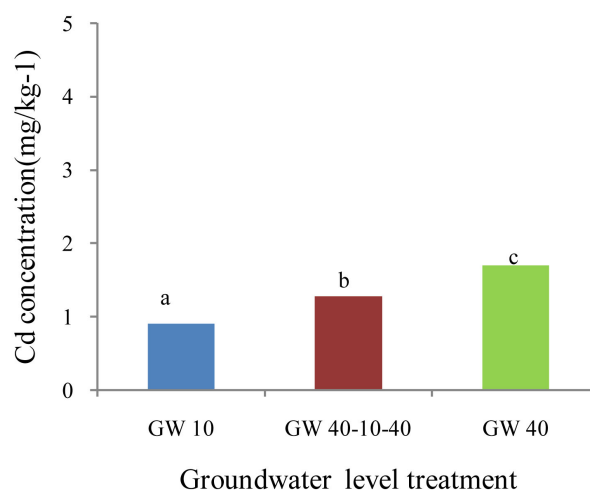 Cd concentration(mg/kg-1)
5
4
3
2
1
0
a
b
c
GW 10
GW 40-10-40
GW 40
Groundwater level treatment